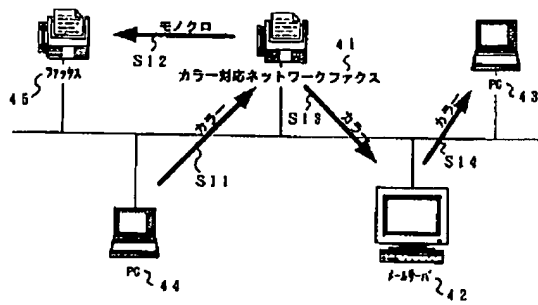 モノクロ
S12
ファックス
45
カラー対応ネットワークファクス
41
PC
43
カラー
S11
S13
カラー
カラー
S14
PC
44
メールサーバ
42